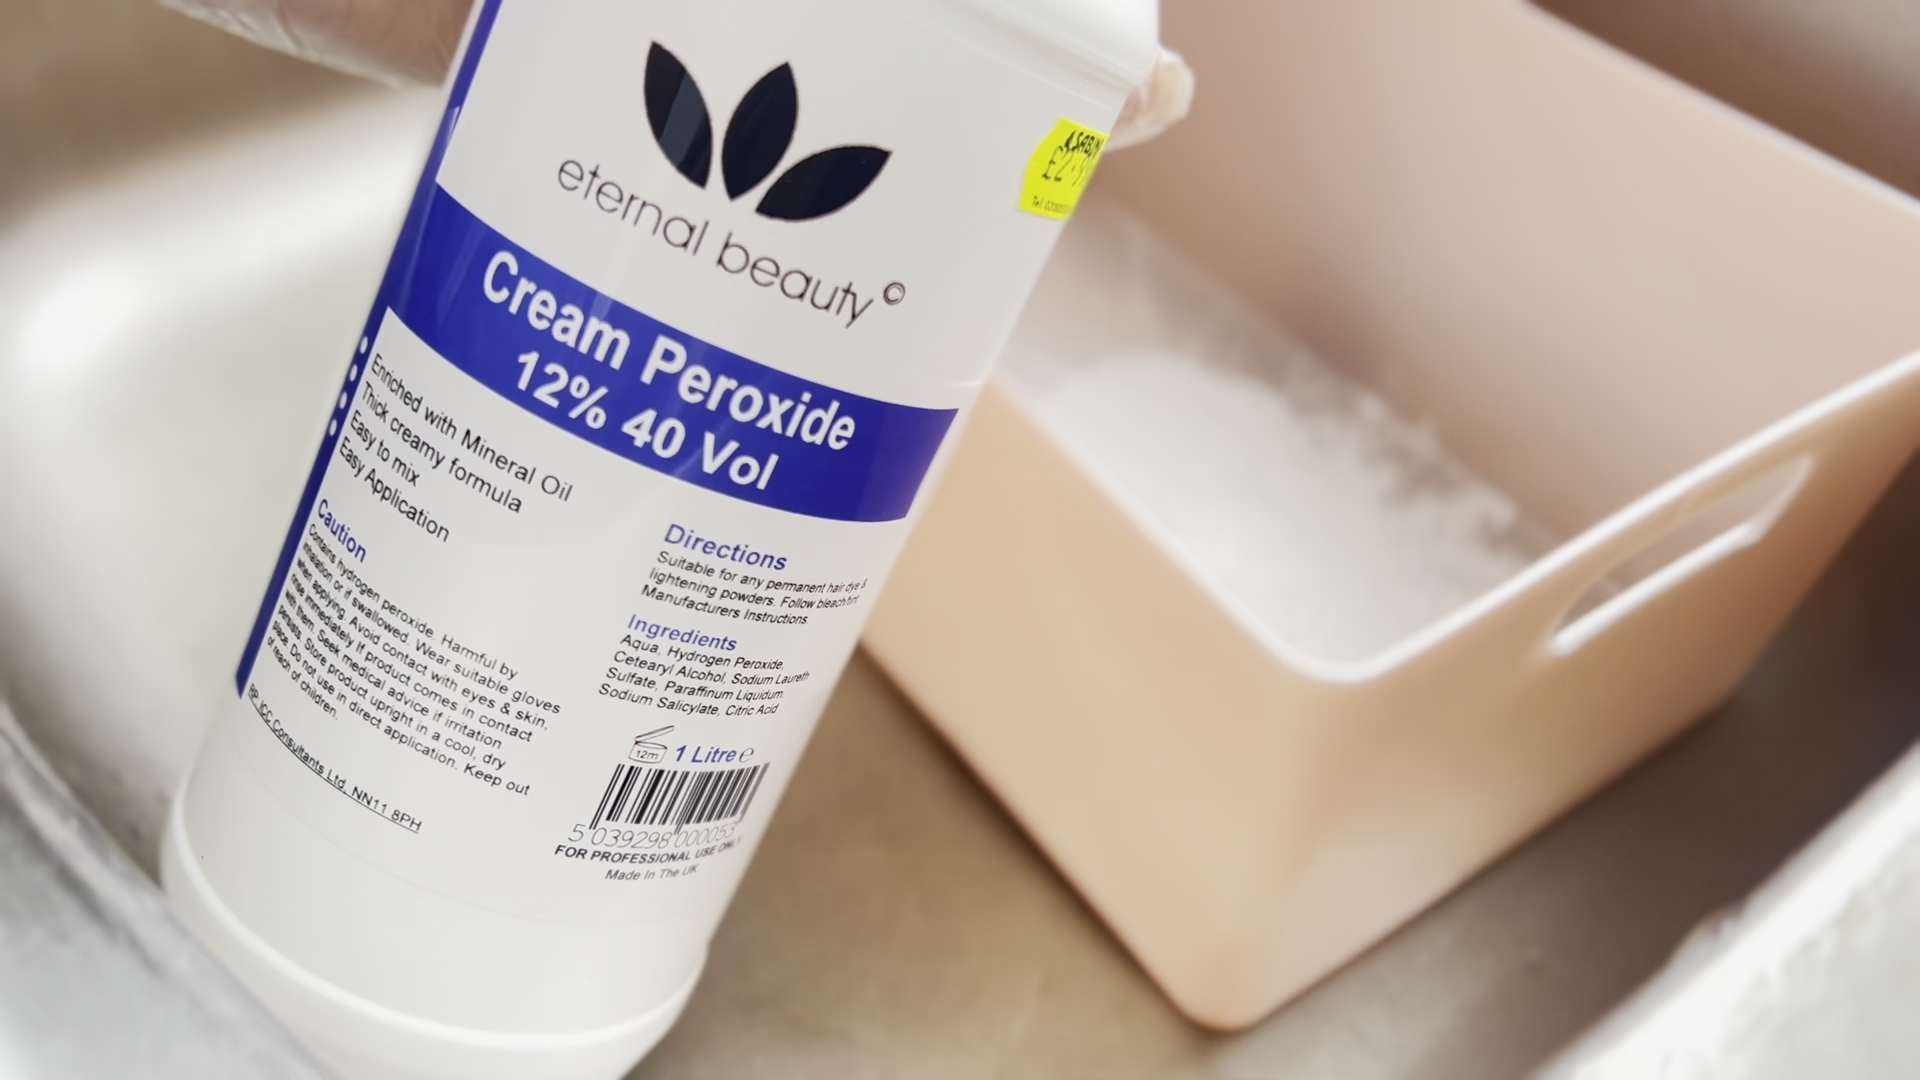 eternal beauty ©
Cream Peroxide
12% 40 Vol
Enriched with Mineral Oil
Thick creamy formula
Easy to mix
Easy Application
Caution
Contains hydrogen peroxide. Harmful by
inhalation or if swallowed. Wear suitable gloves
when applying. Avoid contact with eyes & skin,
rinse immediately if product comes in contact
with them. Seek medical advice if irritation
persists. Store product upright in a cool, dry
place. Do not use in direct application. Keep out
of reach of children.
RP. ICC Consultants Ltd, NN11 8PH
Directions
Suitable for any permanent hair dye &
lightening powders. Follow bleach/tint
Manufacturers Instructions.
Ingredients
Aqua, Hydrogen Peroxide,
Cetearyl Alcohol, Sodium Laureth
Sulfate, Paraffinum Liquidum.
Sodium Salicylate, Citric Acid
12m 1 Litre ℮
5 039298 000053
FOR PROFESSIONAL USE ONLY
Made In The UK
Tel